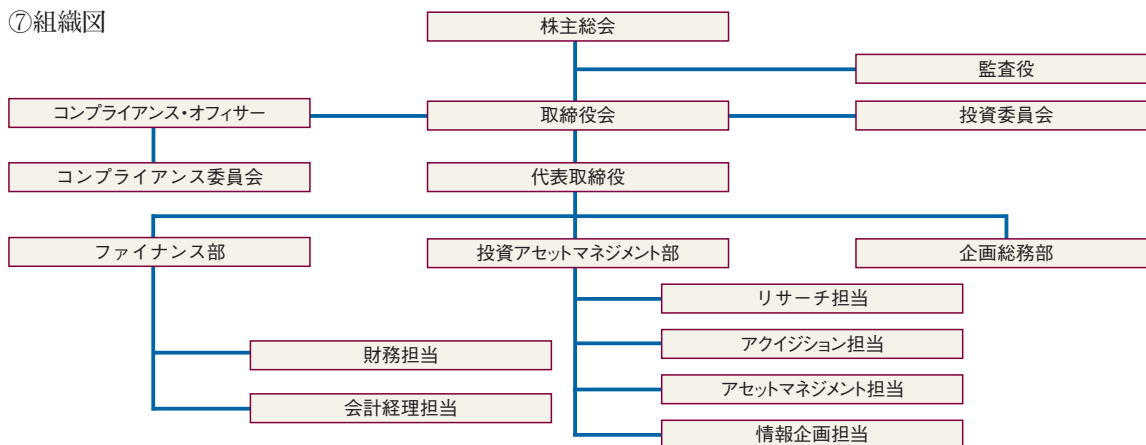 ⑦組織図
株主総会
監査役
コンプライアンス・オフィサー
取締役会
投資委員会
コンプライアンス委員会
代表取締役
ファイナンス部
投資アセットマネジメント部
企画総務部
リサーチ担当
アクイジション担当
財務担当
アセットマネジメント担当
会計経理担当
情報企画担当